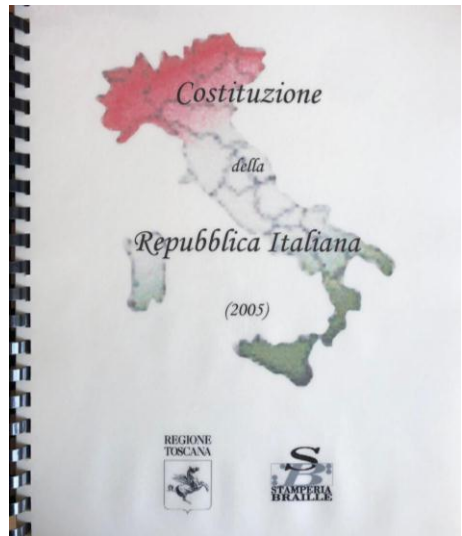 Costituzione
della
Repubblica Italiana
(2005)
REGIONE
TOSCANA
S
B
STAMPERIA
BRAILLE